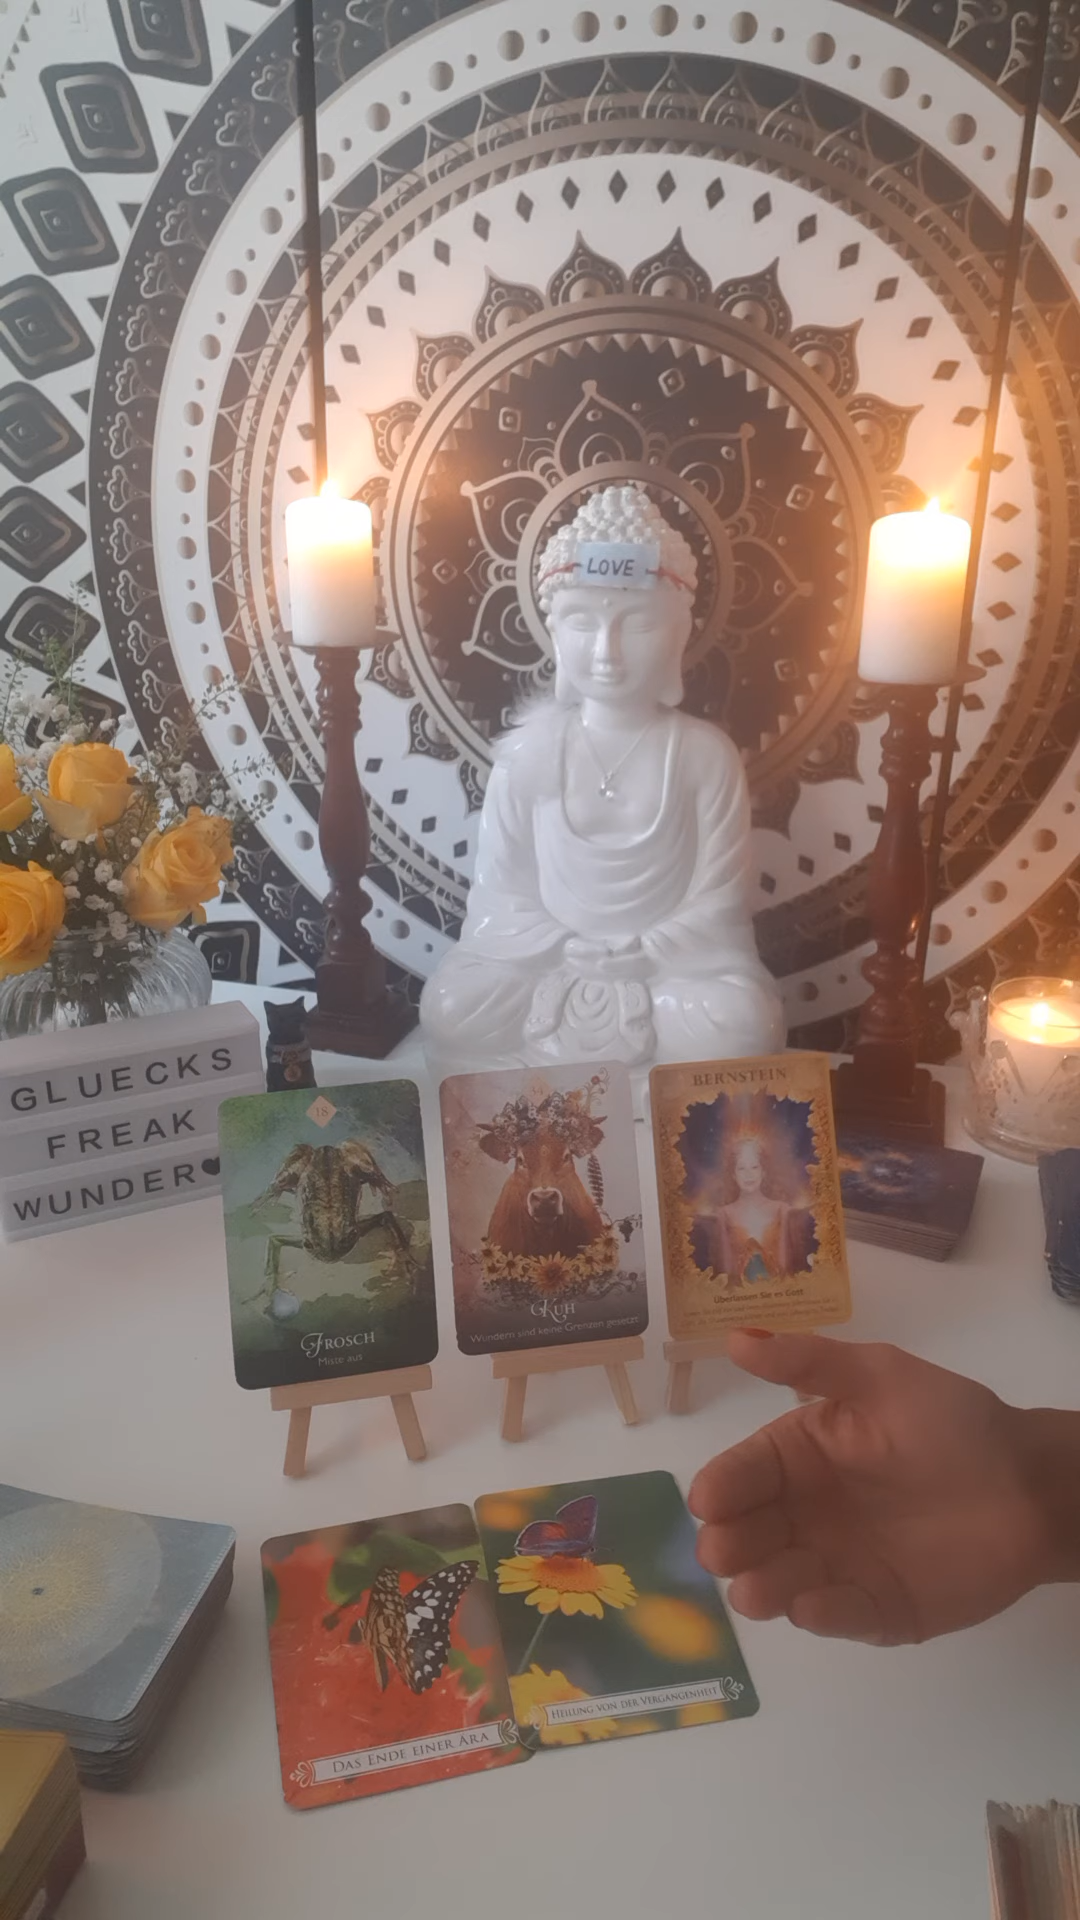 LOVE
GLUECKS
FREAK
WUNDER♥
18
FROSCH
Miste aus
KUH
Wundern sind keine Grenzen gesetzt
BERNSTEIN
Überlassen Sie es Gott
DAS ENDE EINER ÄRA
HEILUNG VON DER VERGANGENHEIT